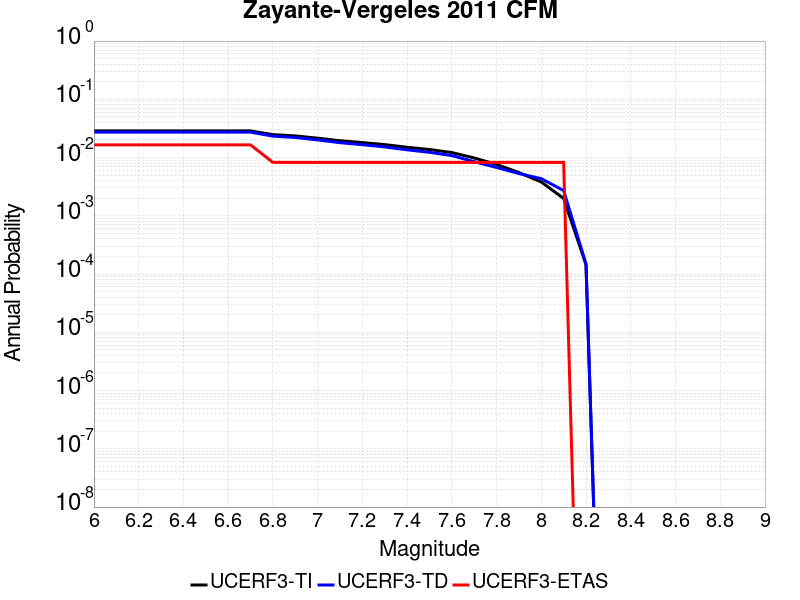 Zayante-Vergeles 2011 CFM
10^0
10^-1
10^-2
10^-3
10^-4
10^-5
10^-6
10^-7
10^-8
Annual Probability
6 6.2 6.4 6.6 6.8 7 7.2 7.4 7.6 7.8 8 8.2 8.4 8.6 8.8 9
Magnitude
UCERF3-TI UCERF3-TD UCERF3-ETAS